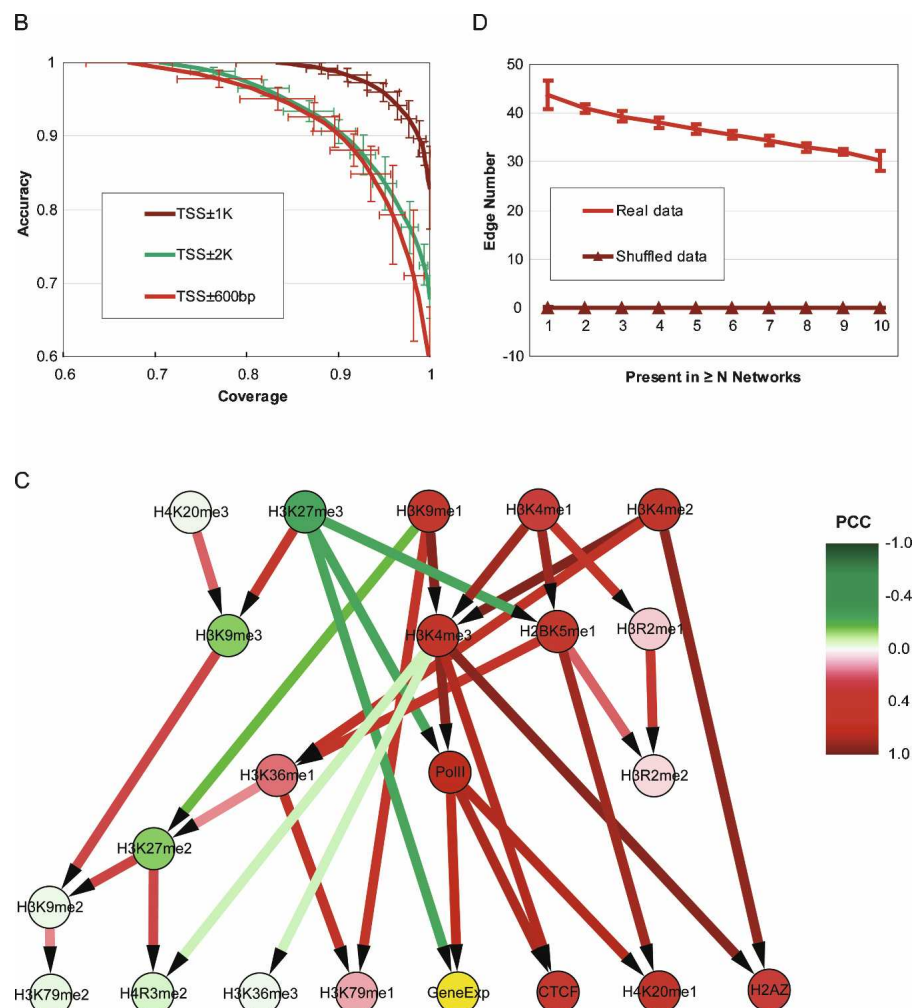 B
1
0.9
0.8
0.7
0.6
Accuracy
TSS±1K
TSS±2K
TSS±600bp
0.6 0.7 0.8 0.9 1
Coverage
D
50
40
30
20
10
0
-10
Edge Number
Real data
Shuffled data
1 2 3 4 5 6 7 8 9 10
Present in ≥ N Networks
C
H4K20me3 H3K27me3 H3K9me1 H3K4me1 H3K4me2
PCC
-1.0
-0.4
0.0
0.4
1.0
H3K9me3 H3K4me3 H2BK5me1 H3R2me1
H3K36me1 PolII H3R2me2
H3K27me2
H3K9me2
H3K79me2 H4R3me2 H3K36me3 H3K79me1 GeneExp CTCF H4K20me1 H2AZ